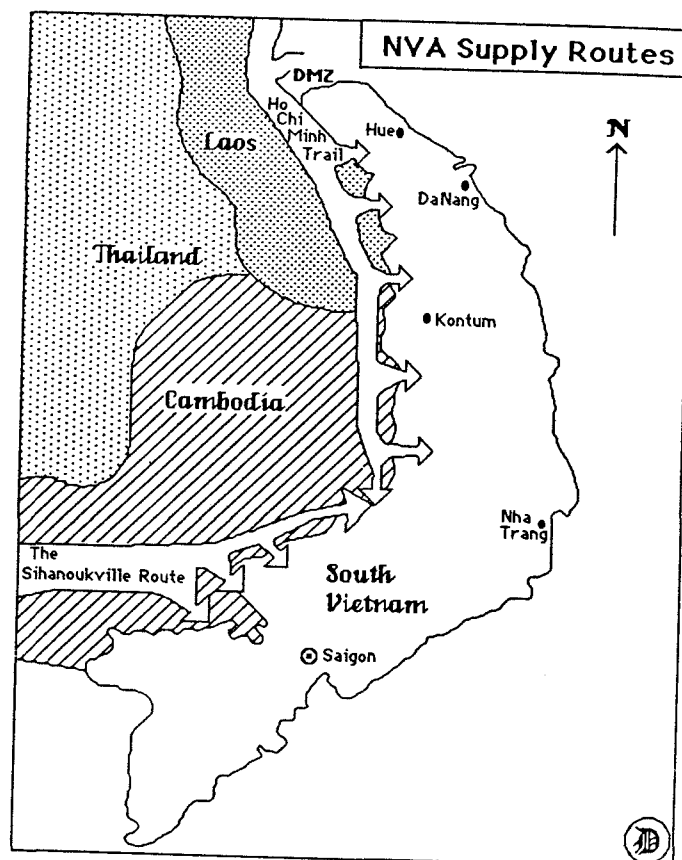 NVA Supply Routes
DMZ
Ho
Chi
Minh
Trail
Laos
Hue
N
DaNang
Thailand
Kontum
Cambodia
Nha
Trang
The
Sihanoukville Route
South
Vietnam
Saigon
D